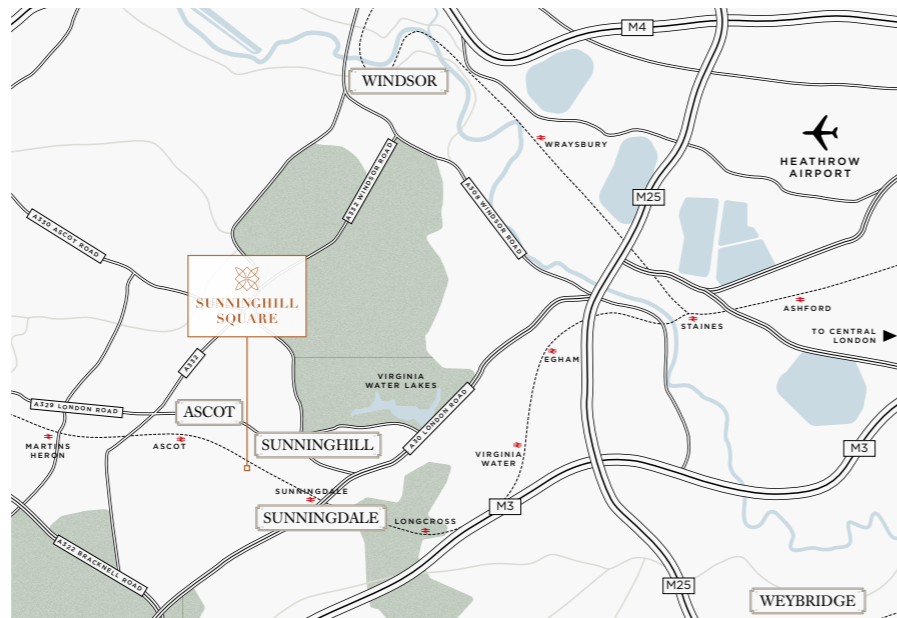 M4
WINDSOR
WRAYSBURY
HEATHROW
AIRPORT
A332 WINDSOR ROAD
A308 WINDSOR ROAD
M25
A330 ASCOT ROAD
SUNNINGHILL
SQUARE
ASHFORD
STAINES
TO CENTRAL
LONDON
EGHAM
A332
VIRGINIA
WATER LAKES
A329 LONDON ROAD
ASCOT
A30 LONDON ROAD
SUNNINGHILL
MARTINS
HERON
ASCOT
VIRGINIA
WATER
M3
SUNNINGDALE
M3
SUNNINGDALE
LONGCROSS
A322 BRACKNELL ROAD
M25
WEYBRIDGE